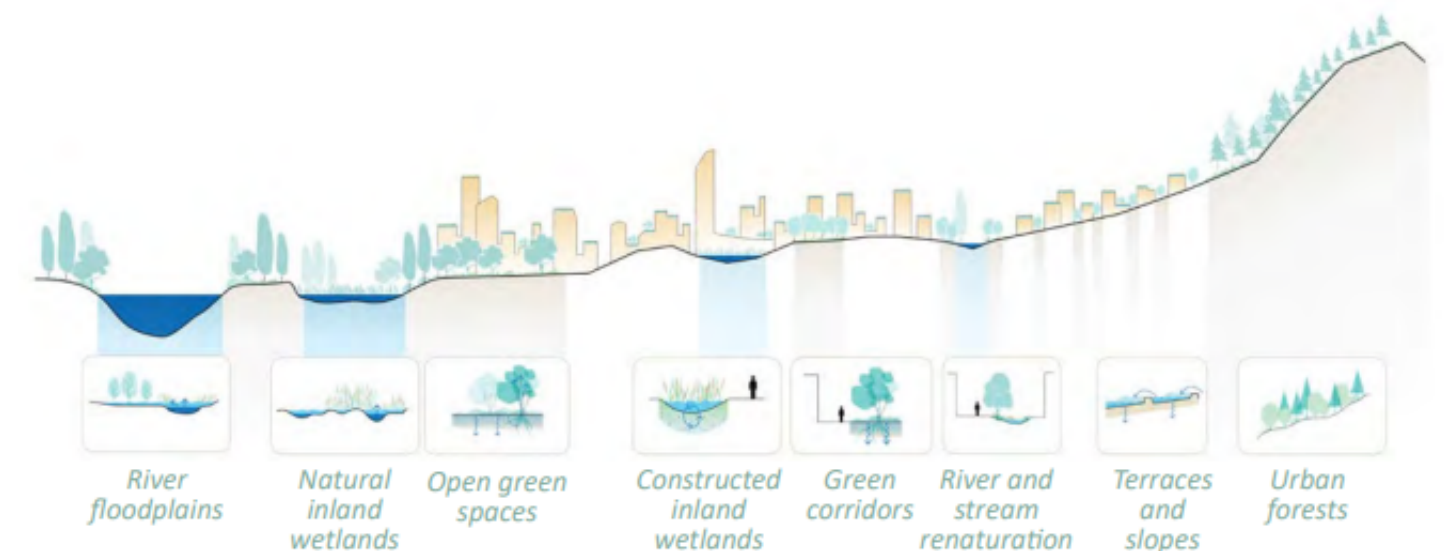 River
floodplains
Natural
inland
wetlands
Open green
spaces
Constructed
inland
wetlands
Green
corridors
River and
stream
renaturation
Terraces
and
slopes
Urban
forests